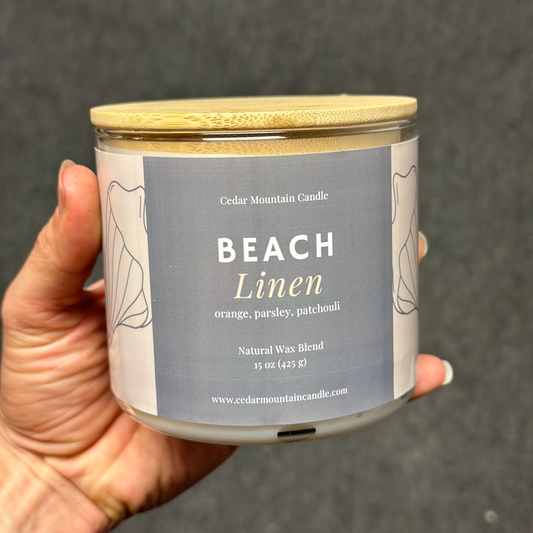 Cedar Mountain Candle
BEACH
Linen
orange, parsley, patchouli
Natural Wax Blend
15 oz (425 g)
www.cedarmountaincandle.com